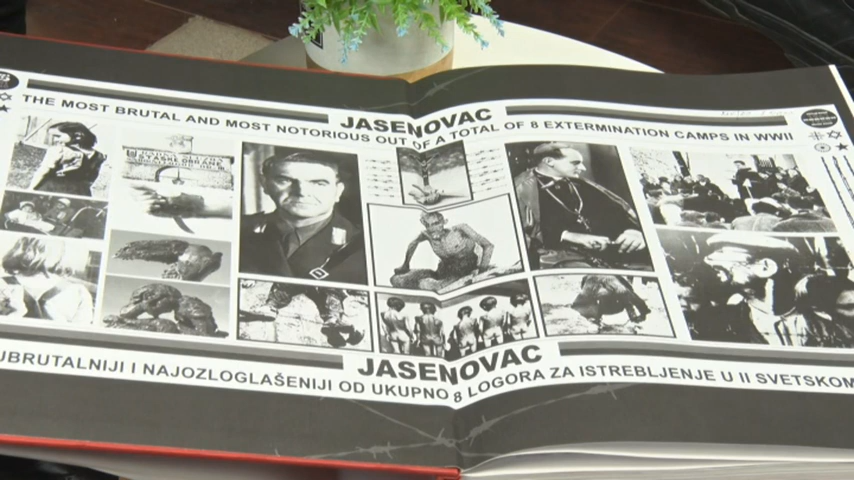 JASENOVAC
THE MOST BRUTAL AND MOST NOTORIOUS OUT OF A TOTAL OF 8 EXTERMINATION CAMPS IN WWII
JASENOVAC
UBRUTALNIJI I NAJOZLOGLAŠENIJI OD UKUPNO 8 LOGORA ZA ISTREBLJENJE U II SVETSKOM